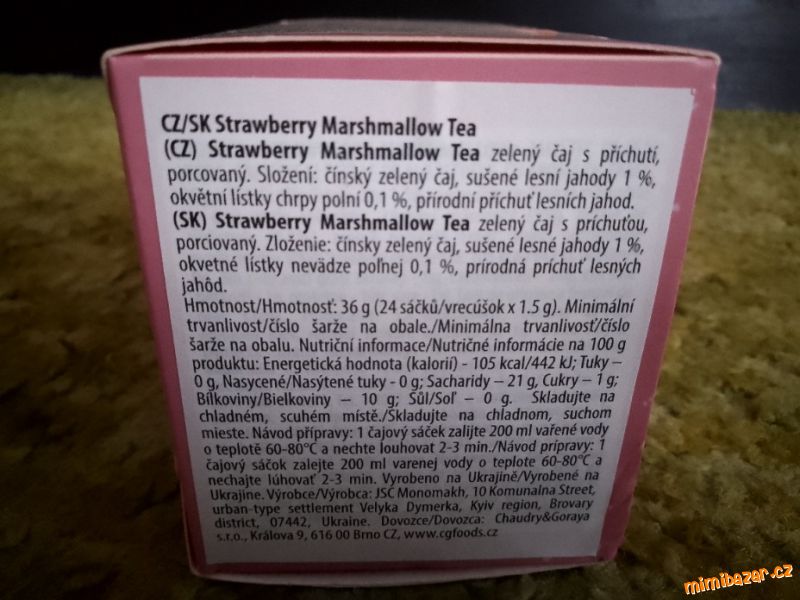 CZ/SK Strawberry Marshmallow Tea
(CZ) Strawberry Marshmallow Tea zelený čaj s příchutí,
porcovaný. Složení: čínský zelený čaj, sušené lesní jahody 1 %,
okvětní lístky chrpy polní 0,1 %, přírodní příchuť lesních jahod.
(SK) Strawberry Marshmallow Tea zelený čaj s príchuťou,
porciovaný. Zloženie: čínsky zelený čaj, sušené lesné jahody 1 %,
okvetné lístky nevädze poľnej 0,1 %, prírodná príchuť lesných
jahôd.
Hmotnost/Hmotnosť: 36 g (24 sáčků/vrecúšok x 1.5 g). Minimální
trvanlivost/číslo šarže na obale./Minimálna trvanlivosť/číslo
šarže na obalu. Nutriční informace/Nutričné informácie na 100 g
produktu: Energetická hodnota (kalorií) - 105 kcal/442 kJ; Tuky –
0 g, Nasycené/Nasýtené tuky - 0 g; Sacharidy – 21 g, Cukry – 1 g;
Bílkoviny/Bielkoviny – 10 g; Sůl/Soľ – 0 g. Skladujte na
chladném, scuhém místě./Skladujte na chladnom, suchom
mieste. Návod přípravy: 1 čajový sáček zalijte 200 ml vařené vody
o teplotě 60-80°C a nechte louhovat 2-3 min./Návod prípravy: 1
čajový sáčok zalejte 200 ml varenej vody o teplote 60-80°C a
nechajte lúhovať 2-3 min. Vyrobeno na Ukrajině/Vyrobené na
Ukrajine. Výrobce/Výrobca: JSC Monomakh, 10 Komunalna Street,
urban-type settlement Velyka Dymerka, Kyiv region, Brovary
district, 07442, Ukraine. Dovozce/Dovozca: Chaudry&Goraya
s.r.o., Králova 9, 616 00 Brno CZ, www.cgfoods.cz
mimibazar.cz